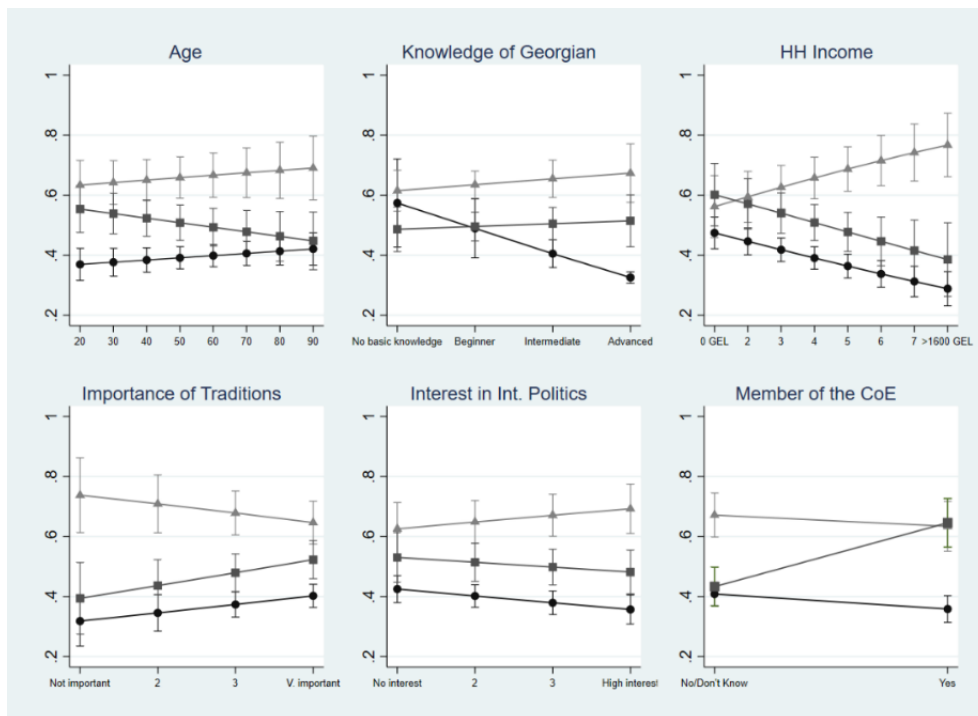 Age
1
.8
.6
.4
.2
20 30 40 50 60 70 80 90
Knowledge of Georgian
1
.8
.6
.4
.2
No basic knowledge Beginner Intermediate Advanced
HH Income
1
.8
.6
.4
.2
0 GEL 2 3 4 5 6 7 >1600 GEL
Importance of Traditions
1
.8
.6
.4
.2
Not important 2 3 V. important
Interest in Int. Politics
1
.8
.6
.4
.2
No interest 2 3 High interest
Member of the CoE
1
.8
.6
.4
.2
No/Don't Know Yes